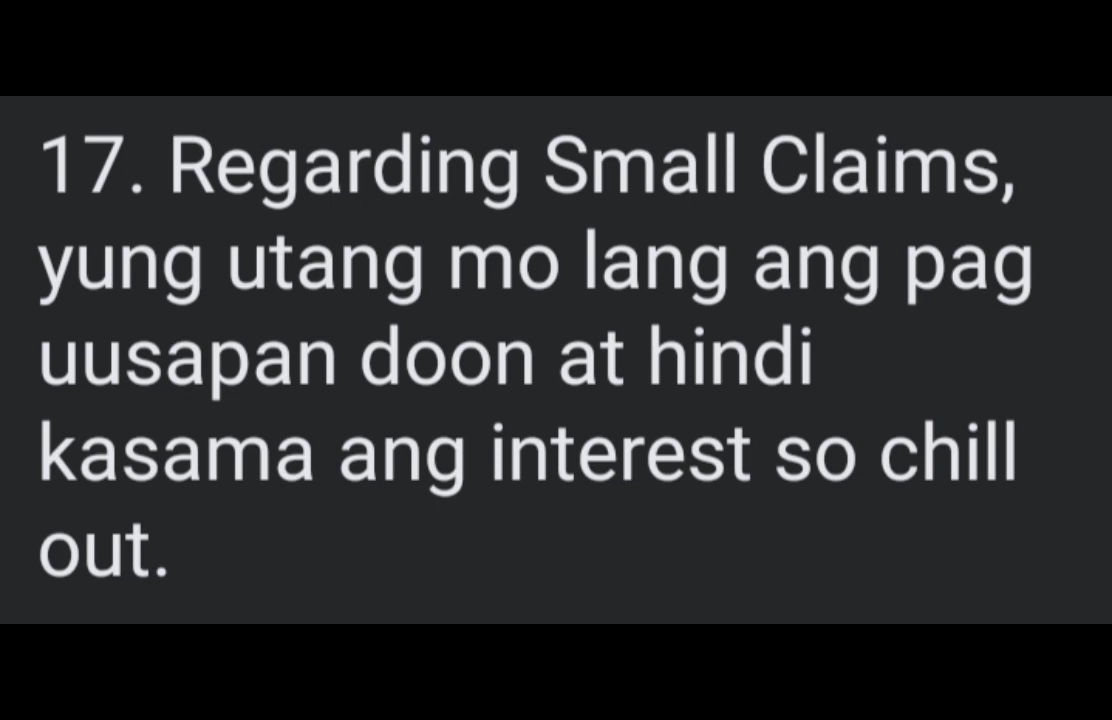 17. Regarding Small Claims,
yung utang mo lang ang pag
uusapan doon at hindi
kasama ang interest so chill
out.